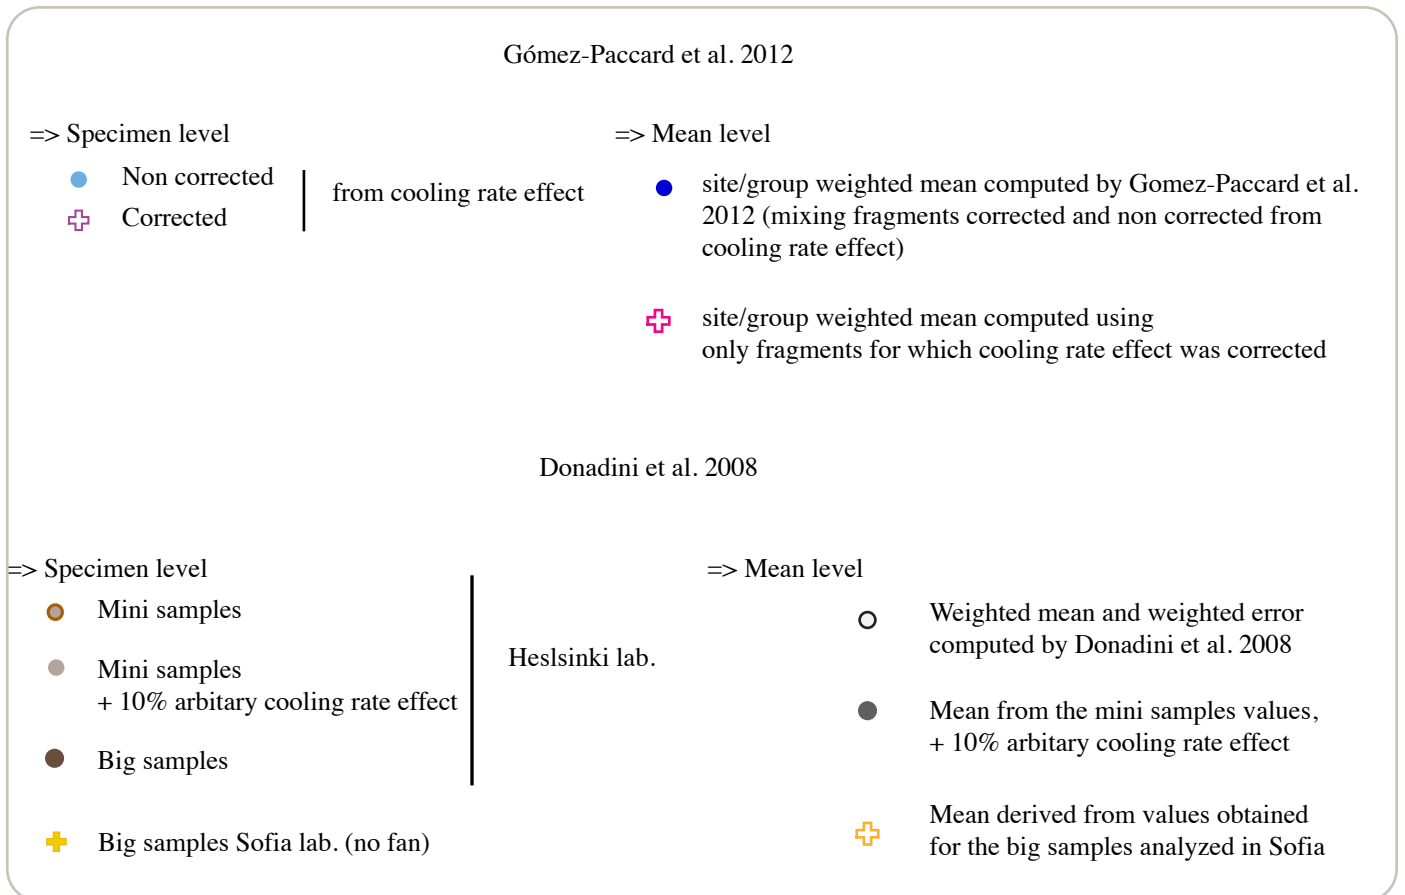 Gómez-Paccard et al. 2012
=> Specimen level
Non corrected
Corrected
from cooling rate effect
=> Mean level
site/group weighted mean computed by Gomez-Paccard et al.
2012 (mixing fragments corrected and non corrected from
cooling rate effect)
site/group weighted mean computed using
only fragments for which cooling rate effect was corrected
Donadini et al. 2008
=> Specimen level
Mini samples
Mini samples
+ 10% arbitary cooling rate effect
Big samples
Heslsinki lab.
Big samples Sofia lab. (no fan)
=> Mean level
Weighted mean and weighted error
computed by Donadini et al. 2008
Mean from the mini samples values,
+ 10% arbitary cooling rate effect
Mean derived from values obtained
for the big samples analyzed in Sofia